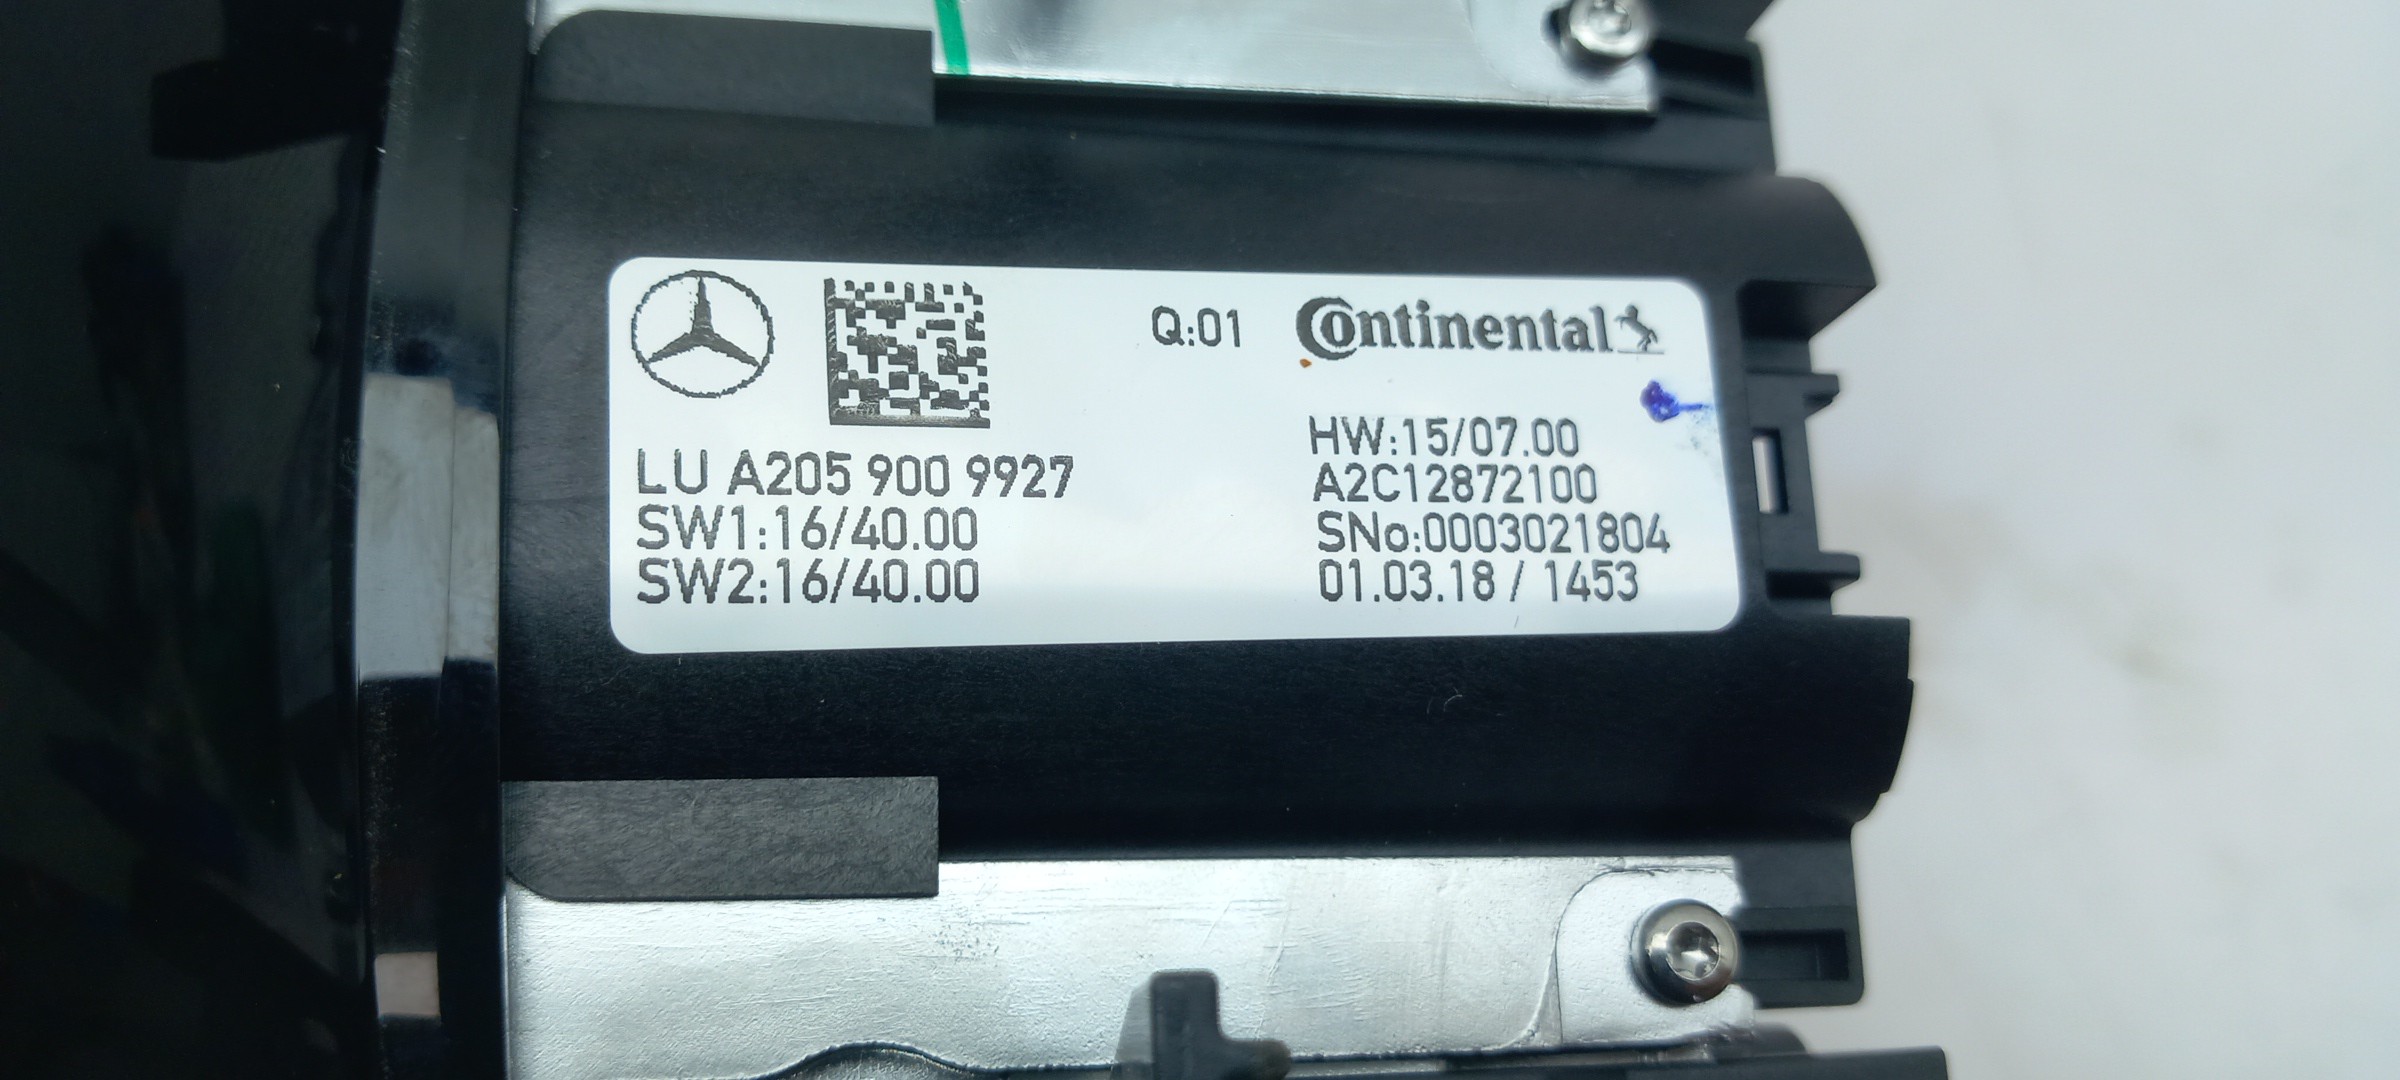 Q:01
Continental
LU A205 900 9927
SW1:16/40.00
SW2:16/40.00
HW:15/07.00
A2C12872100
SNo:0003021804
01.03.18 / 1453